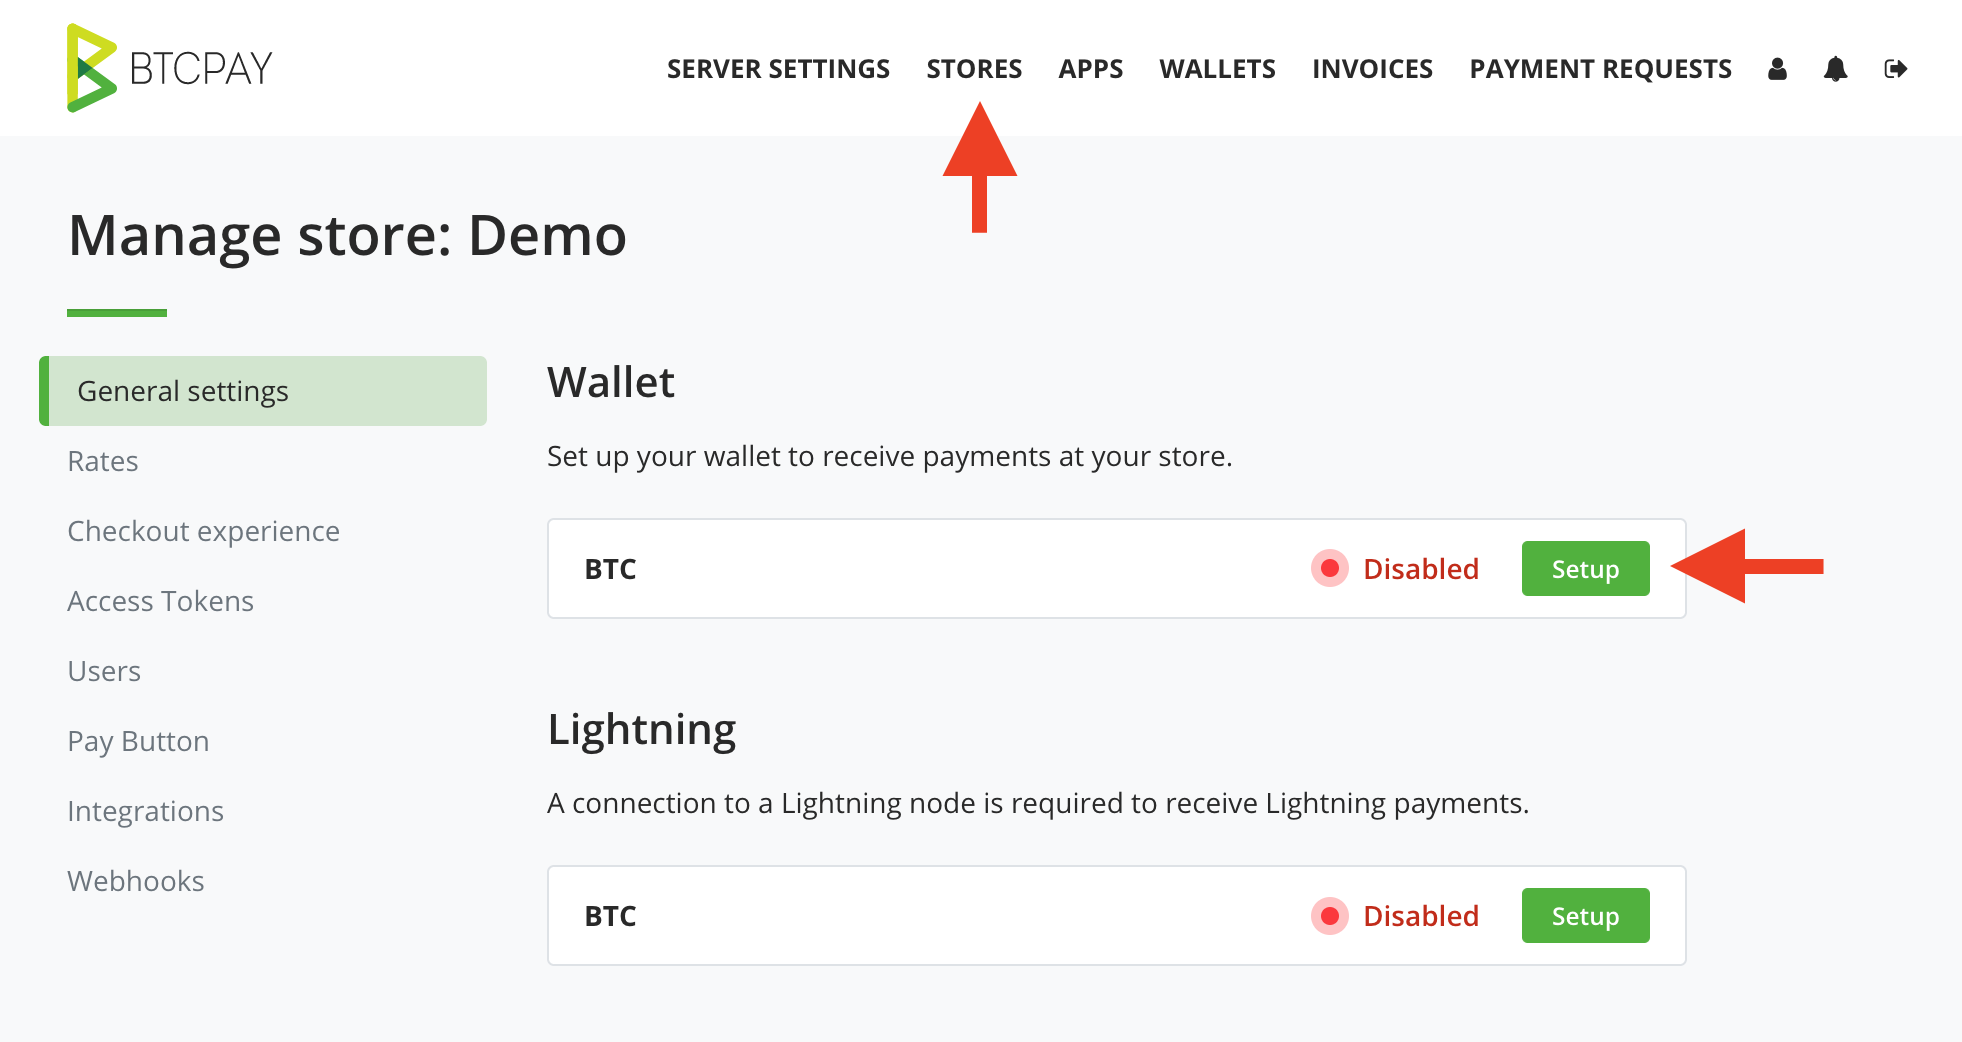 BTCPAY
SERVER SETTINGS STORES APPS WALLETS INVOICES PAYMENT REQUESTS
Manage store: Demo
General settings
Rates
Checkout experience
Access Tokens
Users
Pay Button
Integrations
Webhooks
Wallet
Set up your wallet to receive payments at your store.
BTC Disabled Setup
Lightning
A connection to a Lightning node is required to receive Lightning payments.
BTC Disabled Setup